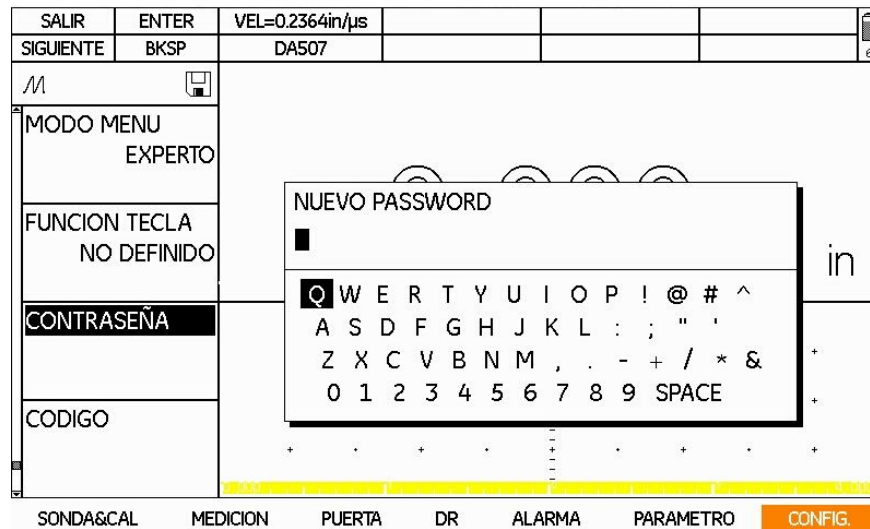 SALIR ENTER VEL=0.2364in/µs
SIGUIENTE BKSP DA507
MODO MENU
EXPERTO
FUNCION TECLA
NO DEFINIDO
CONTRASEÑA
CODIGO
NUEVO PASSWORD
Q W E R T Y U I O P ! @ # ^
A S D F G H J K L : ; " '
Z X C V B N M , . - + / * &
0 1 2 3 4 5 6 7 8 9 SPACE
in
SONDA&CAL MEDICION PUERTA DR ALARMA PARAMETRO CONFIG.